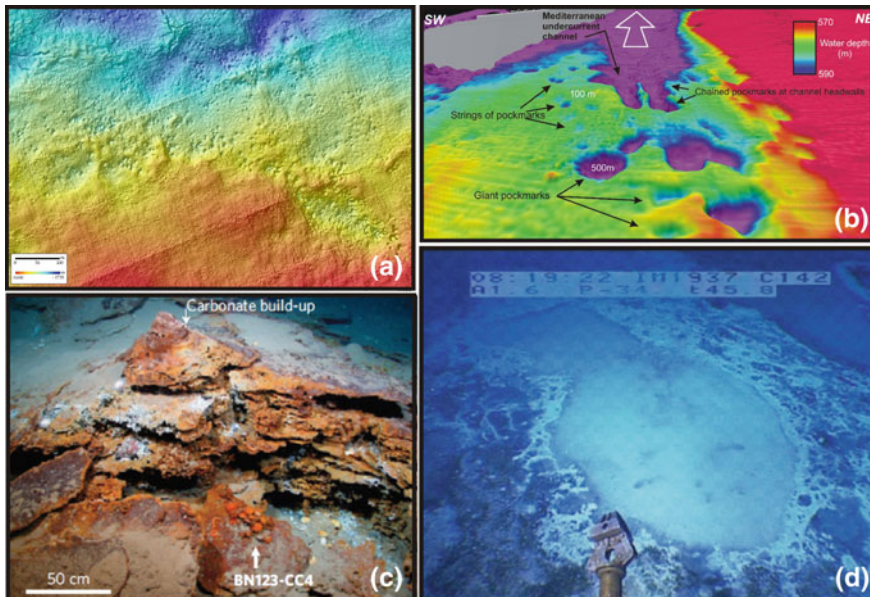 (a)
SW
NE
Mediterranean
undercurrent
channel
570
Water depth
(m)
590
100 m
Chained pockmarks at channel headwalls
Strings of pockmarks
500m
Giant pockmarks
(b)
Carbonate build-up
BN123-CC4
50 cm
(c)
08:19:22 IM1937 C142
A1.6 P-34 t45.8
(d)